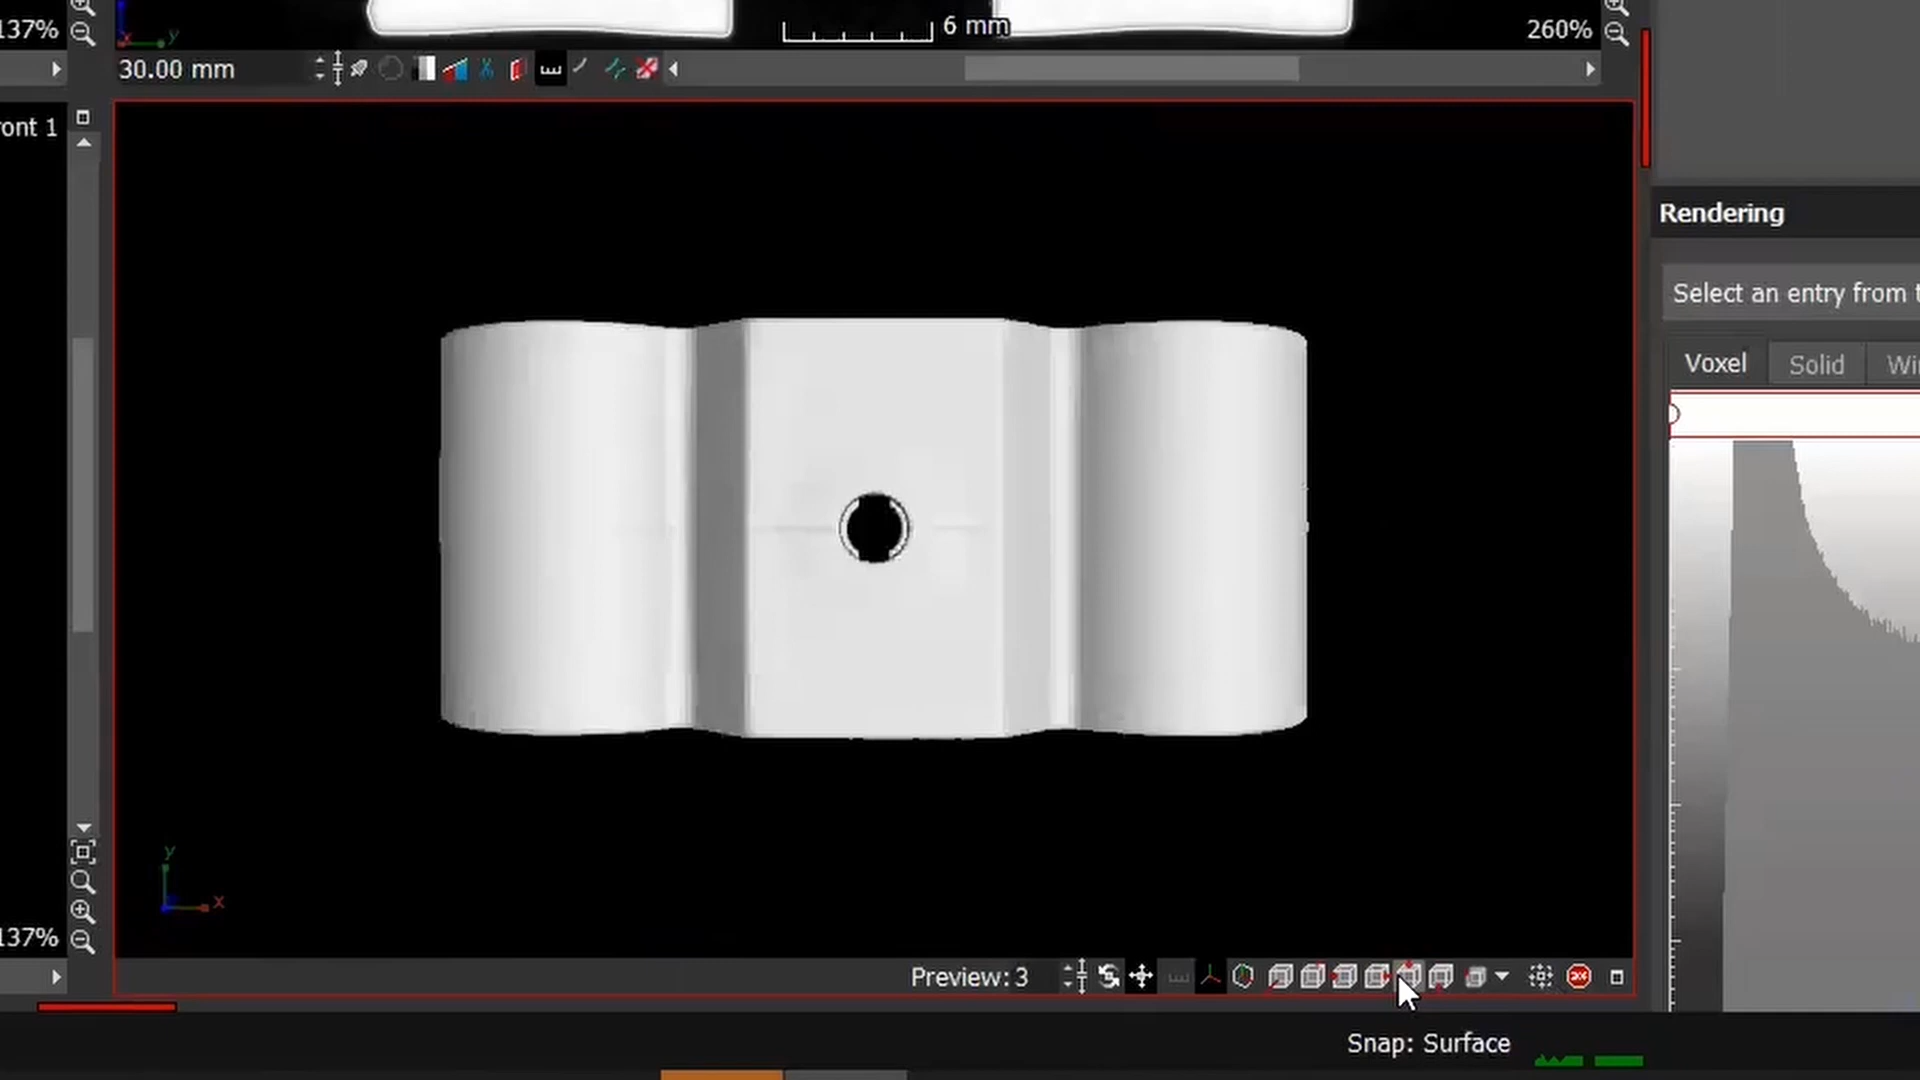 137%
6 mm
260%
30.00 mm
ront 1
Rendering
Select an entry from t
Voxel
Solid
Wi
y
x
137%
Preview: 3
Snap: Surface